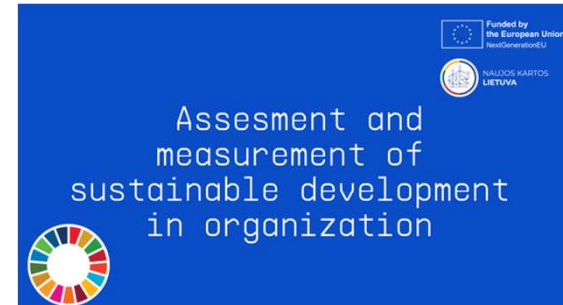 Funded by
the European Union
NextGenerationEU
NAUJOS KARTOS
LIETUVA
Assesment and
measurement of
sustainable development
in organization